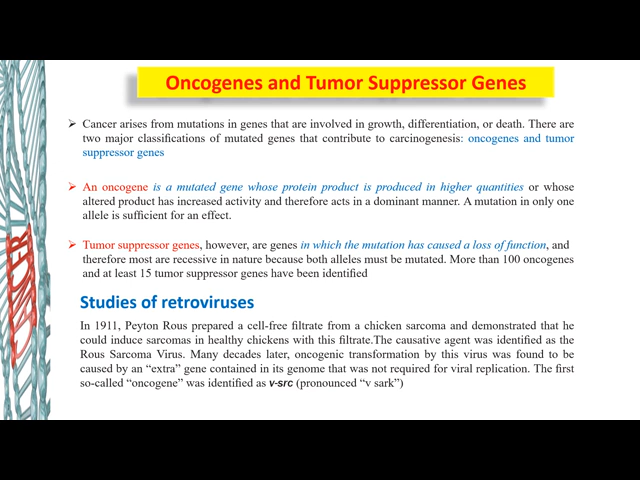 Oncogenes and Tumor Suppressor Genes
➢ Cancer arises from mutations in genes that are involved in growth, differentiation, or death. There are
two major classifications of mutated genes that contribute to carcinogenesis: oncogenes and tumor
suppressor genes
➢ An oncogene is a mutated gene whose protein product is produced in higher quantities or whose
altered product has increased activity and therefore acts in a dominant manner. A mutation in only one
allele is sufficient for an effect.
➢ Tumor suppressor genes, however, are genes in which the mutation has caused a loss of function, and
therefore most are recessive in nature because both alleles must be mutated. More than 100 oncogenes
and at least 15 tumor suppressor genes have been identified
Studies of retroviruses
In 1911, Peyton Rous prepared a cell-free filtrate from a chicken sarcoma and demonstrated that he
could induce sarcomas in healthy chickens with this filtrate.The causative agent was identified as the
Rous Sarcoma Virus. Many decades later, oncogenic transformation by this virus was found to be
caused by an “extra” gene contained in its genome that was not required for viral replication. The first
so-called “oncogene” was identified as v-src (pronounced “v sark”)
CANCER